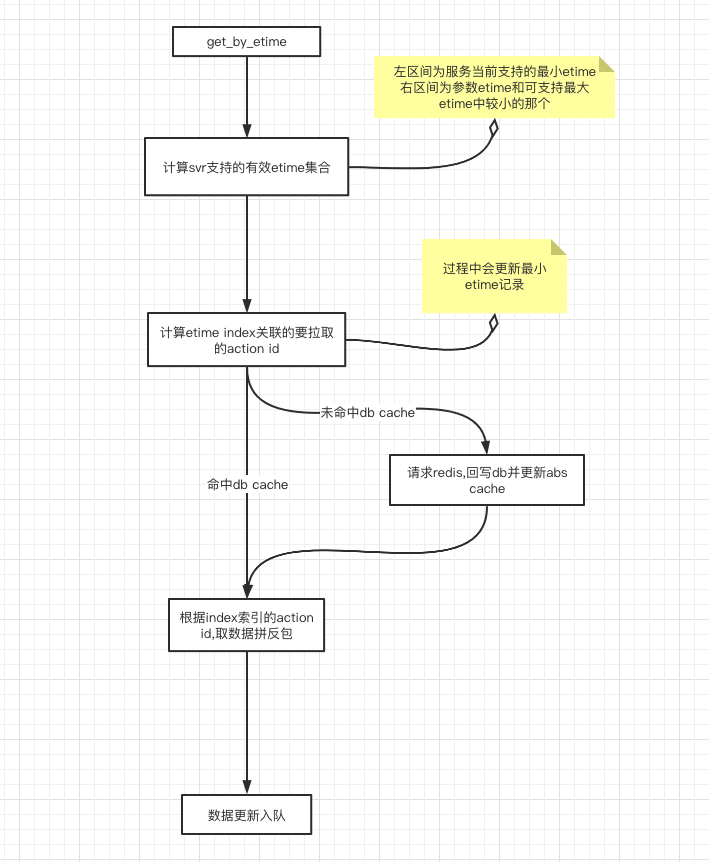 get_by_etime
左区间为服务当前支持的最小etime
右区间为参数etime和可支持最大
etime中较小的那个
计算svr支持的有效etime集合
过程中会更新最小
etime记录
计算etime index关联的要拉取
的action id
未命中db cache
请求redis,回写db并更新abs
cache
命中db cache
根据index索引的action
id,取数据拼反包
数据更新入队